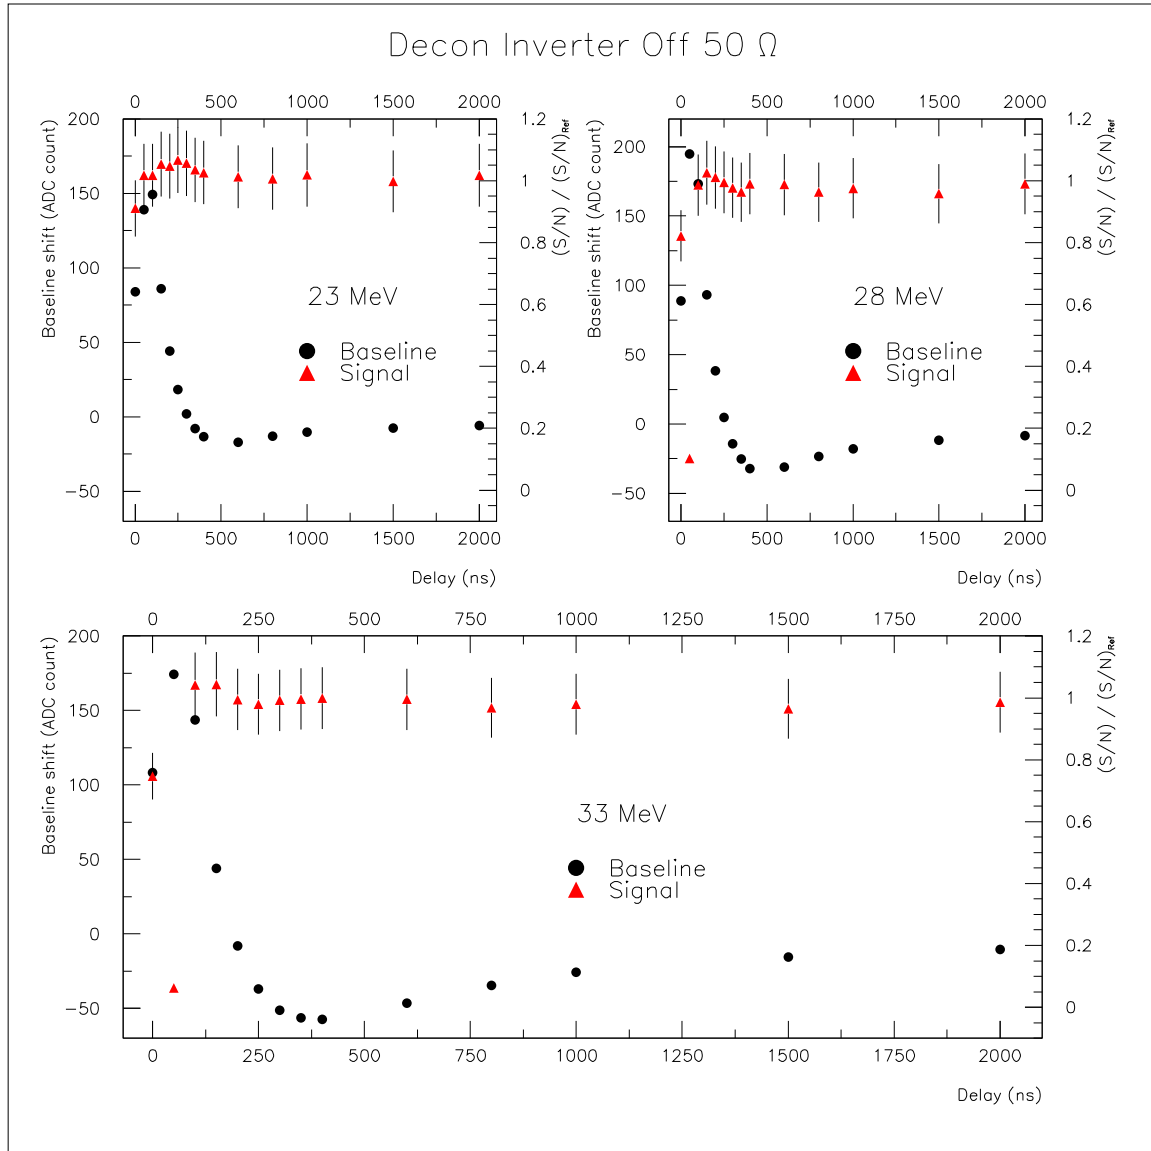 Decon Inverter Off 50 Ω
0 500 1000 1500 2000
Baseline shift (ADC count)
200
150
100
50
0
−50
1.2
1
0.8
0.6
0.4
0.2
0
(S/N) / (S/N)Ref
23 MeV
Baseline
Signal
0 500 1000 1500 2000
Delay (ns)
0 500 1000 1500 2000
Baseline shift (ADC count)
200
150
100
50
0
−50
1.2
1
0.8
0.6
0.4
0.2
0
(S/N) / (S/N)Ref
28 MeV
Baseline
Signal
0 500 1000 1500 2000
Delay (ns)
0 250 500 600 750 1000 1250 1500 1750 2000
Baseline shift (ADC count)
200
150
100
50
0
−50
1.2
1
0.8
0.6
0.4
0.2
0
(S/N) / (S/N)Ref
33 MeV
Baseline
Signal
0 250 500 750 1000 1250 1500 1750 2000
Delay (ns)